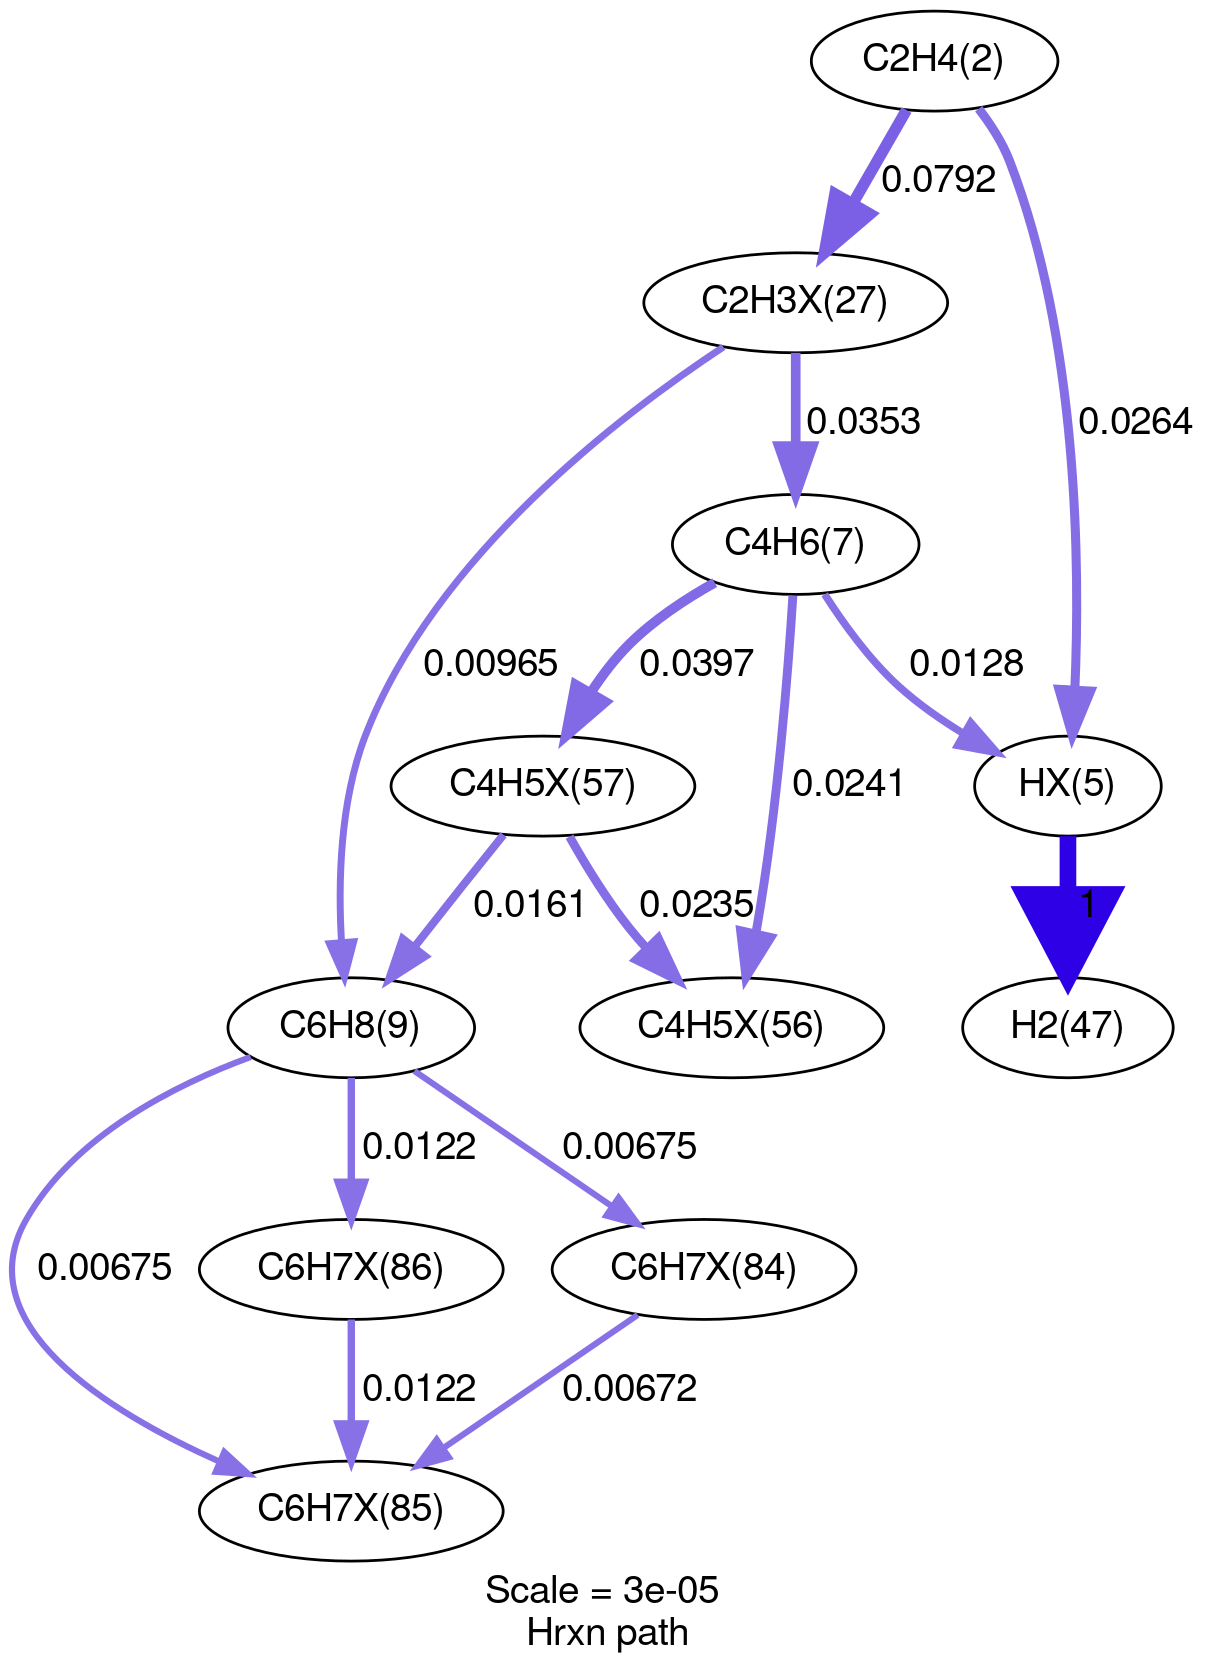 C2H4(2)
0.0792
C2H3X(27)
0.0353
0.0264
C4H6(7)
0.00965
0.0397
0.0128
C4H5X(57)
0.0241
HX(5)
0.0161
0.0235
1
C6H8(9)
C4H5X(56)
H2(47)
0.0122
0.00675
0.00675
C6H7X(86)
C6H7X(84)
0.0122
0.00672
C6H7X(85)
Scale = 3e-05
Hrxn path